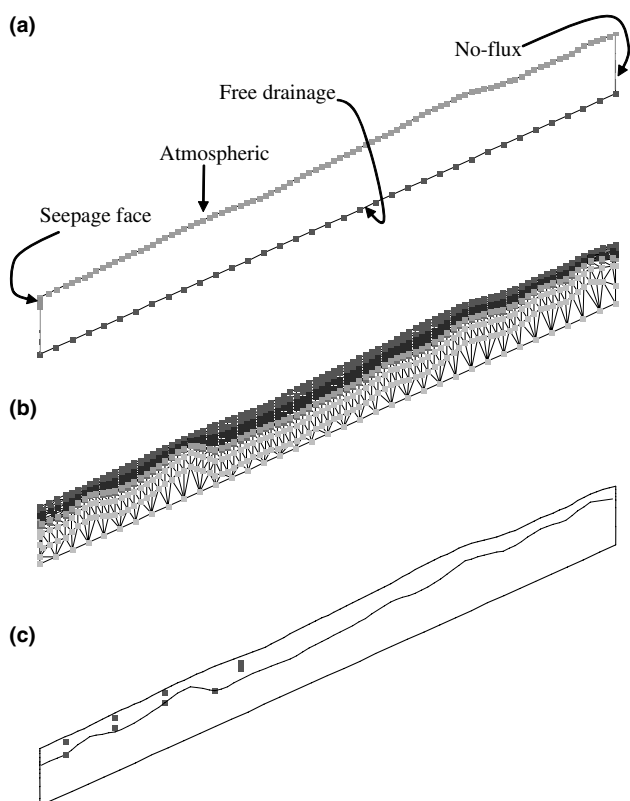 (a)
No-flux
Free drainage
Atmospheric
Seepage face
(b)
(c)